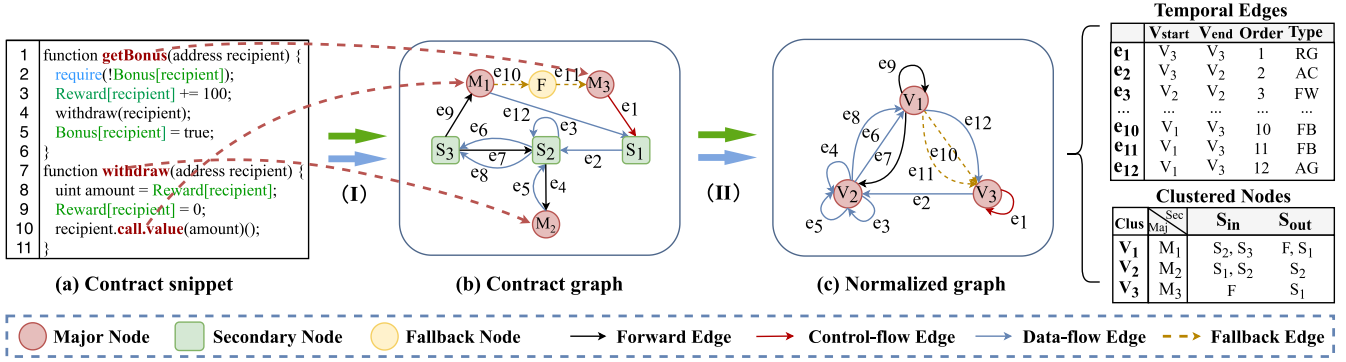 1 function getBonus(address recipient) {
2 require(!Bonus[recipient]);
3 Reward[recipient] += 100;
4 withdraw(recipient);
5 Bonus[recipient] = true;
6 }
7 function withdraw(address recipient) {
8 uint amount = Reward[recipient];
9 Reward[recipient] = 0;
10 recipient.call.value(amount)();
11 }
(a) Contract snippet
(I)
M1 e10 F e11 M3
e9 e12 e1
e6 e3
S3 e7 S2 e2 S1
e8
e5 e4
M2
(b) Contract graph
(II)
e9
V1
e8 e6 e12
e7 e10
e4 e11
V2 e2 V3
e5 e3 e1
(c) Normalized graph
Temporal Edges
Vstart Vend Order Type
e1 V3 V3 1 RG
e2 V3 V2 2 AC
e3 V2 V2 3 FW
... ... ... ... ...
e10 V1 V3 10 FB
e11 V1 V3 11 FB
e12 V1 V3 12 AG
Clustered Nodes
Clus Maj Sec Sin Sout
V1 M1 S2, S3 F, S1
V2 M2 S1, S2 S2
V3 M3 F S1
Major Node Secondary Node Fallback Node Forward Edge Control-flow Edge Data-flow Edge Fallback Edge